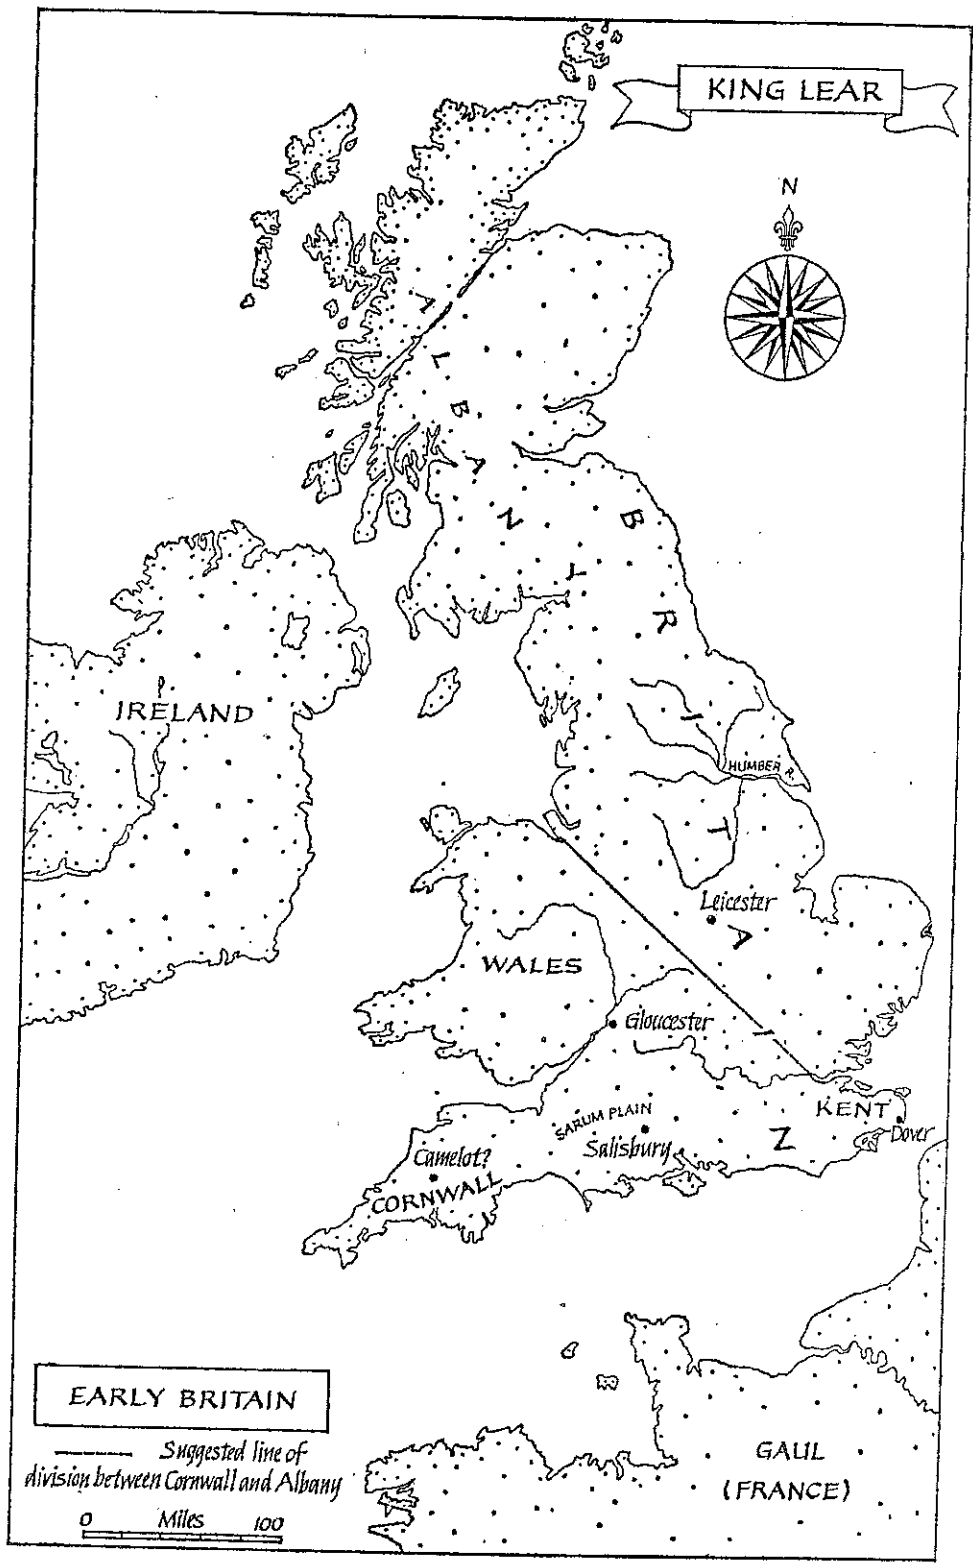 KING LEAR
N
ALBANY
BRITAIN
IRELAND
HUMBER R.
Leicester
WALES
Gloucester
KENT
Dover
SARUM PLAIN
Salisbury
Camelot?
CORNWALL
EARLY BRITAIN
Suggested line of
division between Cornwall and Albany
0 Miles 100
GAUL
(FRANCE)